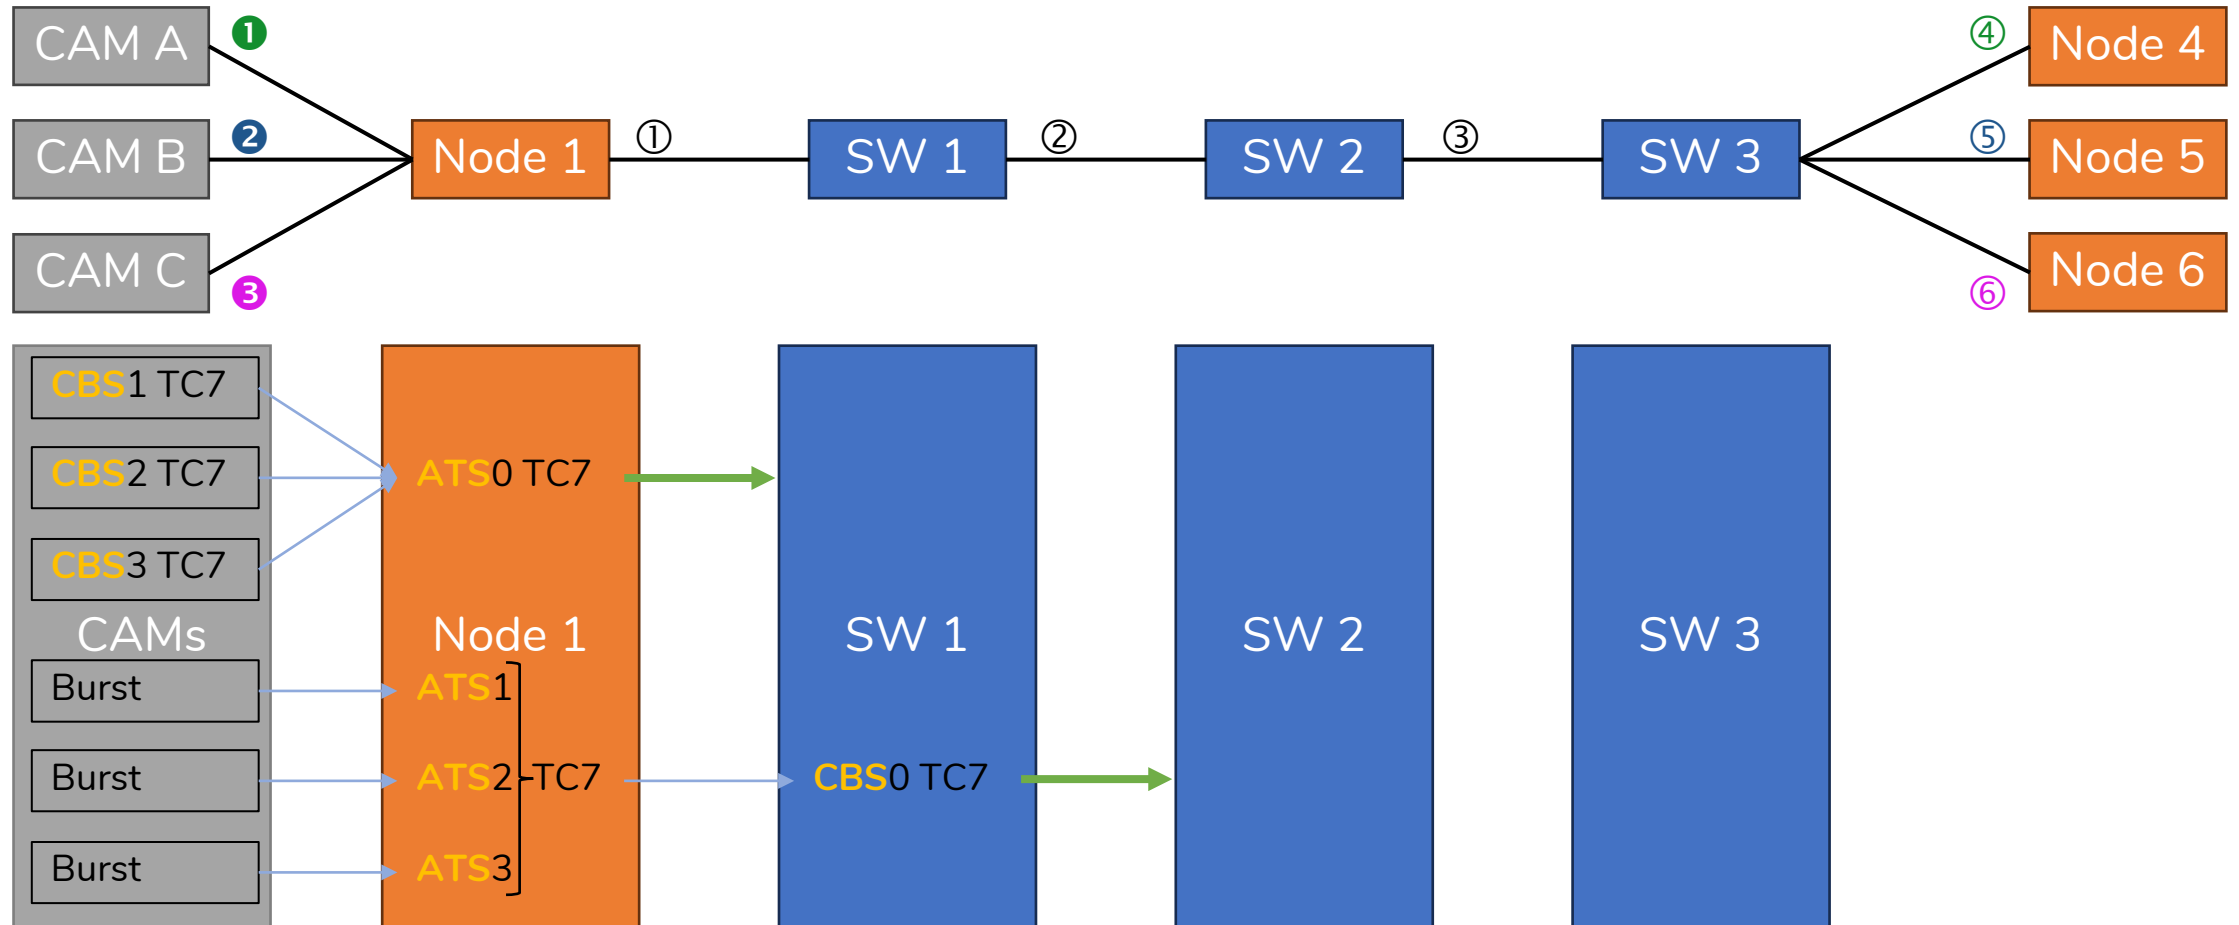 CAM A ❶ ④ Node 4
CAM B ❷ Node 1 ① SW 1 ② SW 2 ③ SW 3 ⑤ Node 5
CAM C ❸ ⑥ Node 6
CBS1 TC7
CBS2 TC7 ATS0 TC7
CBS3 TC7
CAMs Node 1 SW 1 SW 2 SW 3
Burst ATS1
Burst ATS2 TC7 CBS0 TC7
Burst ATS3